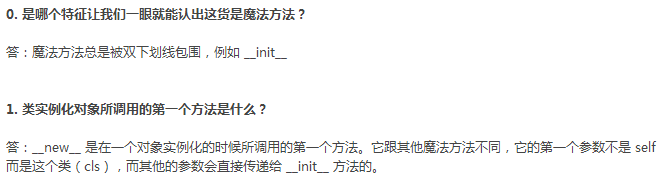 0. 是哪个特征让我们一眼就能认出这货是魔法方法？
答：魔法方法总是被双下划线包围，例如 __init__
1. 类实例化对象所调用的第一个方法是什么？
答：__new__ 是在一个对象实例化的时候所调用的第一个方法。它跟其他魔法方法不同，它的第一个参数不是 self
而是这个类（cls），而其他的参数会直接传递给 __init__ 方法的。